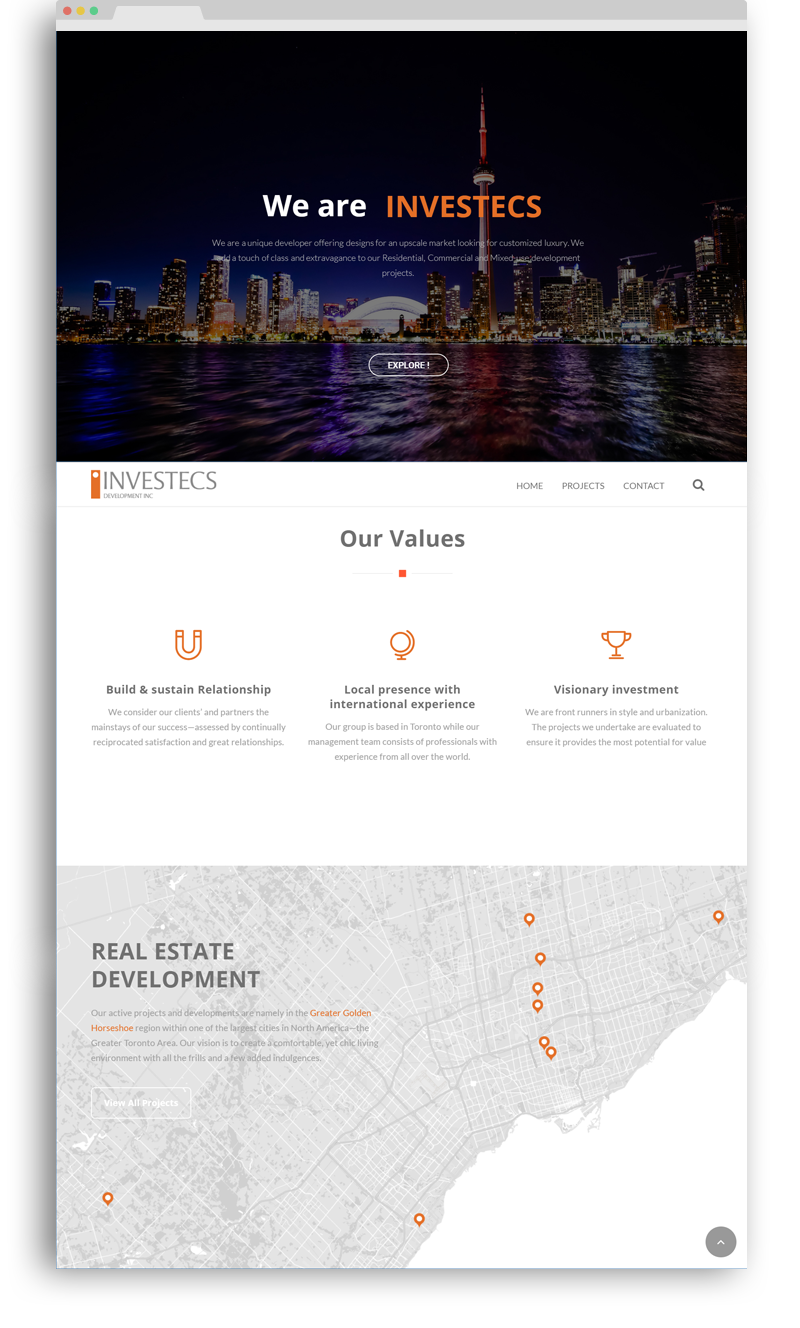 We are INVESTECS
We are a unique developer offering designs for an upscale market looking for customized luxury. We
add a touch of class and extravagance to our Residential, Commercial and Mixed-use development
projects.
EXPLORE !
INVESTECS
DEVELOPMENT INC
HOME PROJECTS CONTACT
Our Values
Build & sustain Relationship
We consider our clients' and partners the
mainstays of our success—assessed by continually
reciprocated satisfaction and great relationships.
Local presence with
international experience
Our group is based in Toronto while our
management team consists of professionals with
experience from all over the world.
Visionary investment
We are front runners in style and urbanization.
The projects we undertake are evaluated to
ensure it provides the most potential for value
REAL ESTATE
DEVELOPMENT
Our active projects and developments are namely in the Greater Golden
Horseshoe region within one of the largest cities in North America—the
Greater Toronto Area. Our vision is to create a comfortable, yet chic living
environment with all the frills and a few added indulgences.
View All Projects